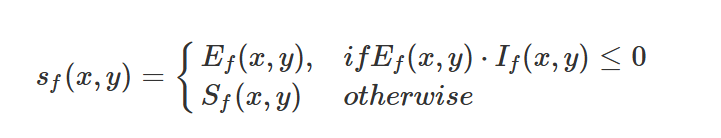 s_f(x,y) = { E_f(x,y), ifE_f(x,y) · I_f(x,y) ≤ 0
S_f(x,y) otherwise